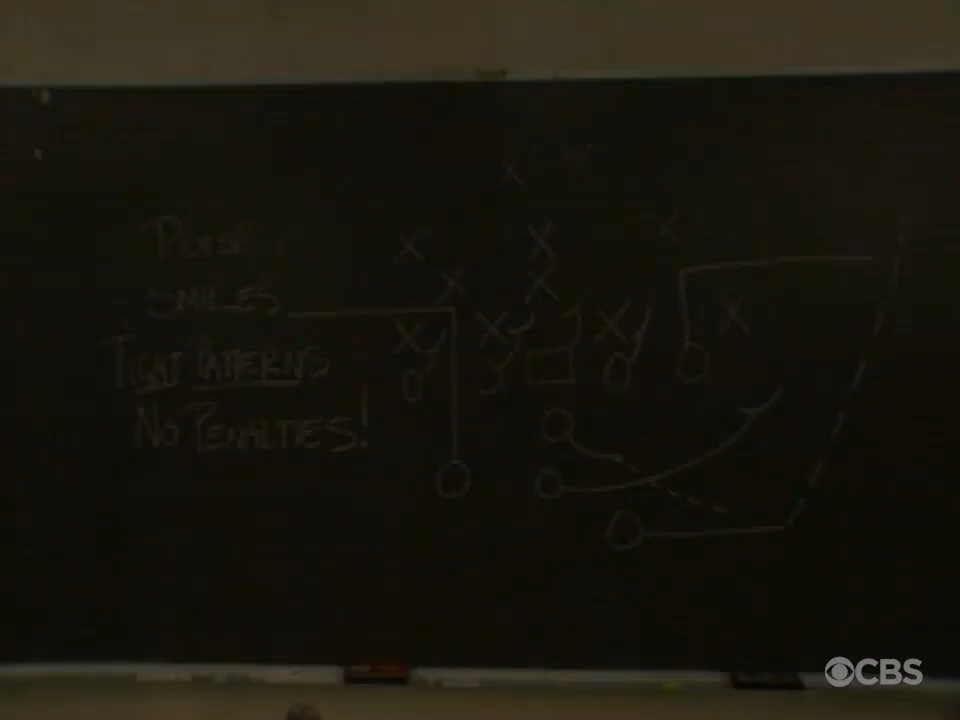 POISE
SMILES
TIGHT PATTERNS
NO PENALTIES!
CBS